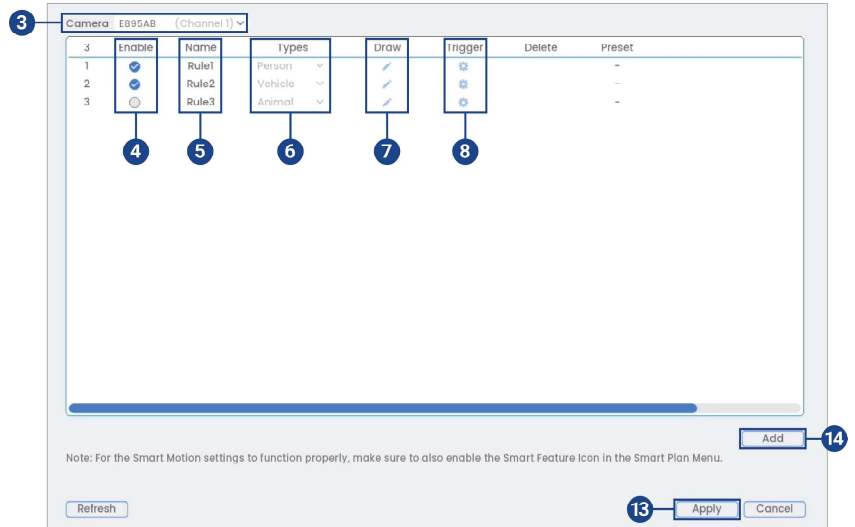 3 Camera E895AB (Channel 1)
3 Enable Name Types Draw Trigger Delete Preset
1 Rule1 Person -
2 Rule2 Vehicle -
3 Rule3 Animal -
4 5 6 7 8
Add 14
Note: For the Smart Motion settings to function properly, make sure to also enable the Smart Feature Icon in the Smart Plan Menu.
Refresh 13 Apply Cancel